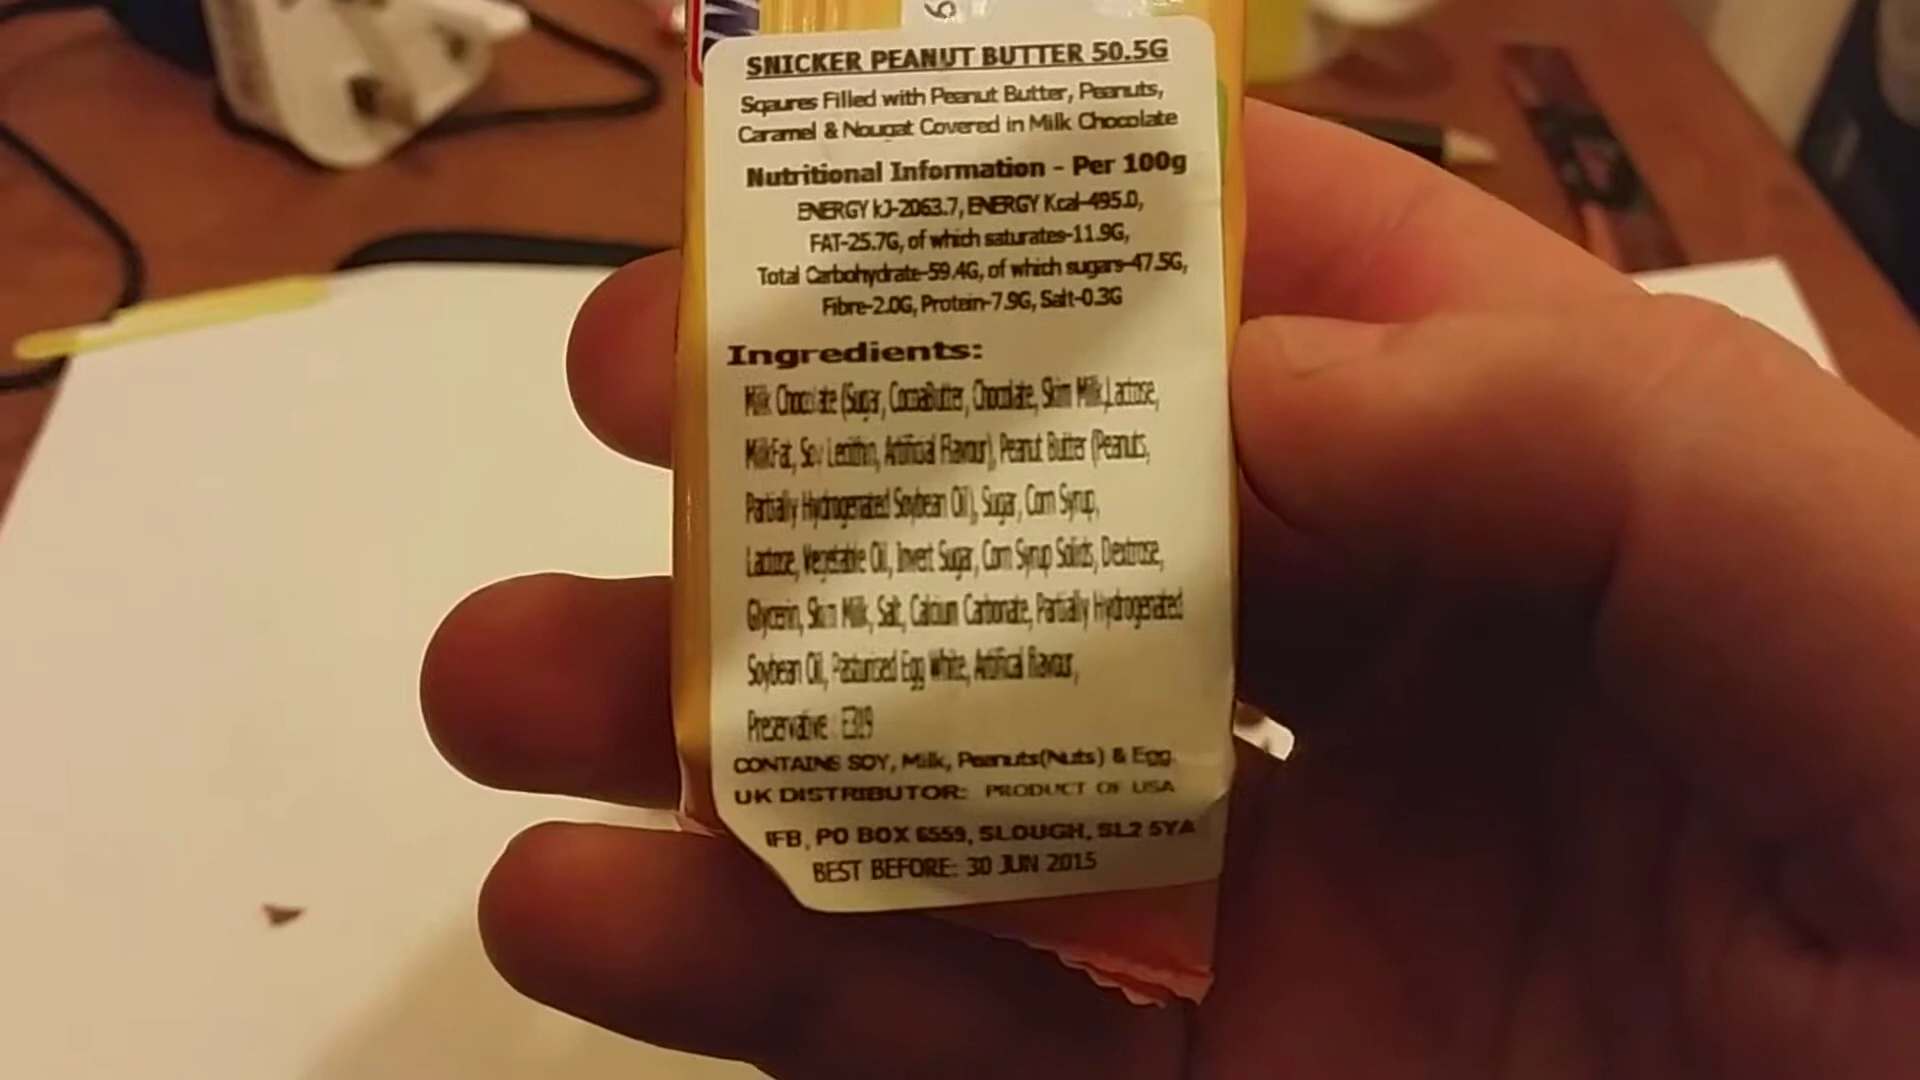 6
SNICKER PEANUT BUTTER 50.5G
Sqaures Filled with Peanut Butter, Peanuts,
Caramel & Nougat Covered in Milk Chocolate
Nutritional Information - Per 100g
ENERGY kJ-2063.7, ENERGY Kcal-495.0,
FAT-25.7G, of which saturates-11.9G,
Total Carbohydrate-59.4G, of which sugars-47.5G,
Fibre-2.0G, Protein-7.9G, Salt-0.3G
Ingredients:
Milk Chocolate (Sugar, CocoaButter, Chocolate, Skim Milk,Lactose,
MilkFat, Soy Lecithin, Artificial Flavour), Peanut Butter (Peanuts,
Partially Hydrogenated Soybean Oil), Sugar, Corn Syrup,
Lactose, Vegetable Oil, Invert Sugar, Corn Syrup Solids, Dextrose,
Glycerin, Skim Milk, Salt, Calcium Carbonate, Partially Hydrogenated
Soybean Oil, Pasturised Egg White, Artifical flavour,
Preservative : E319
CONTAINS SOY, Milk, Peanuts(Nuts) & Egg.
UK DISTRIBUTOR: PRODUCT OF USA
IFB, PO BOX 6559, SLOUGH, SL2 5YA
BEST BEFORE: 30 JUN 2015